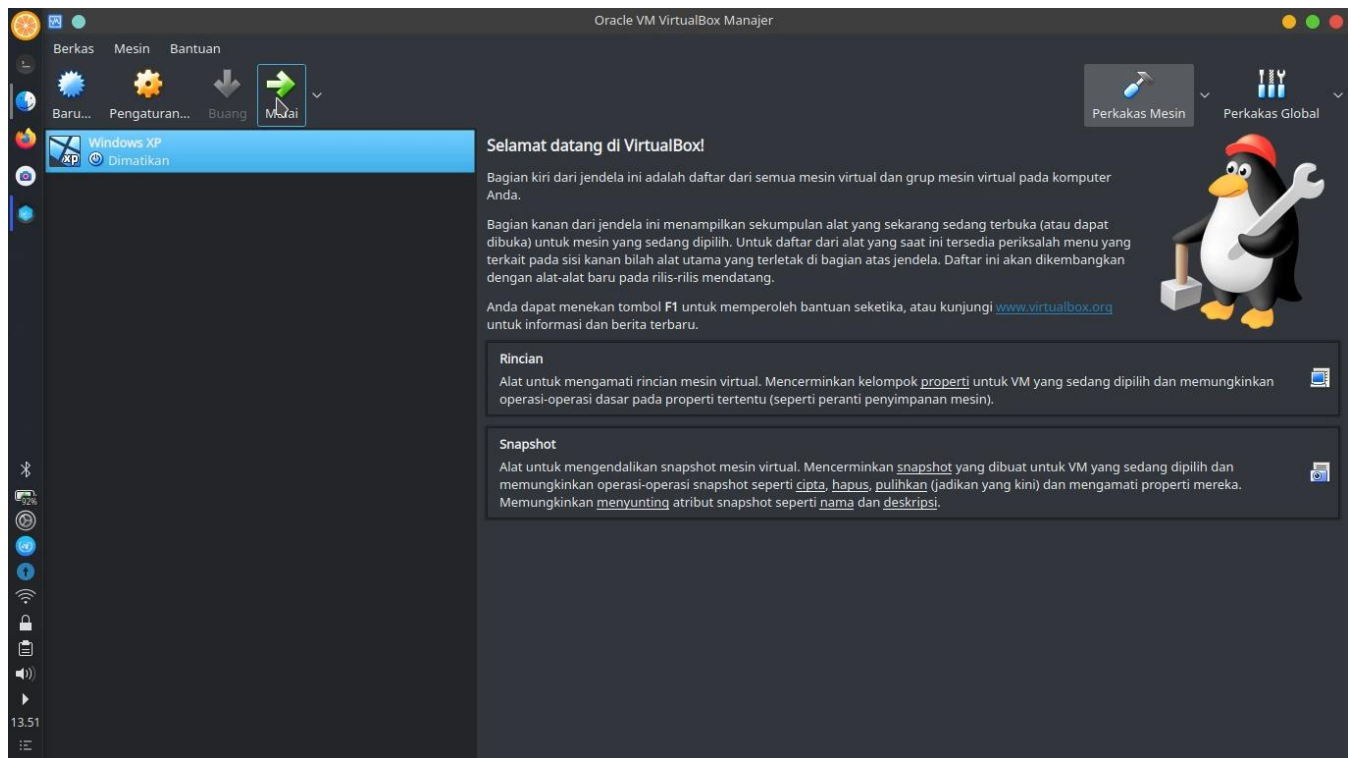 Oracle VM VirtualBox Manajer
Berkas Mesin Bantuan
Baru... Pengaturan... Buang Mulai
Perkakas Mesin Perkakas Global
Windows XP
XP
Dimatikan
Selamat datang di VirtualBox!
Bagian kiri dari jendela ini adalah daftar dari semua mesin virtual dan grup mesin virtual pada komputer
Anda.
Bagian kanan dari jendela ini menampilkan sekumpulan alat yang sekarang sedang terbuka (atau dapat
dibuka) untuk mesin yang sedang dipilih. Untuk daftar dari alat yang saat ini tersedia periksalah menu yang
terkait pada sisi kanan bilah alat utama yang terletak di bagian atas jendela. Daftar ini akan dikembangkan
dengan alat-alat baru pada rilis-rilis mendatang.
Anda dapat menekan tombol F1 untuk memperoleh bantuan seketika, atau kunjungi www.virtualbox.org
untuk informasi dan berita terbaru.
Rincian
Alat untuk mengamati rincian mesin virtual. Mencerminkan kelompok properti untuk VM yang sedang dipilih dan memungkinkan
operasi-operasi dasar pada properti tertentu (seperti peranti penyimpanan mesin).
Snapshot
Alat untuk mengendalikan snapshot mesin virtual. Mencerminkan snapshot yang dibuat untuk VM yang sedang dipilih dan
memungkinkan operasi-operasi snapshot seperti cipta, hapus, pulihkan (jadikan yang kini) dan mengamati properti mereka.
Memungkinkan menyunting atribut snapshot seperti nama dan deskripsi.
92%
13.51